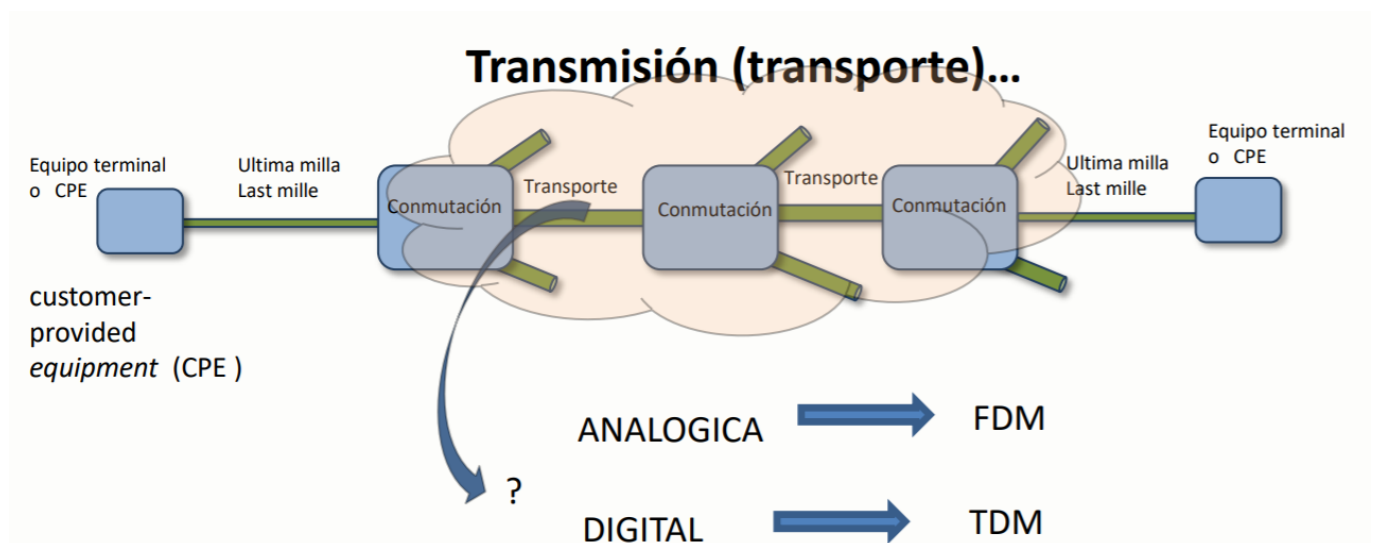 Transmisión (transporte)…
Equipo terminal
o CPE
Ultima milla
Last mille
Conmutación
Transporte
Conmutación
Transporte
Conmutación
Ultima milla
Last mille
Equipo terminal
o CPE
customer-
provided
equipment (CPE )
?
ANALOGICA
FDM
DIGITAL
TDM